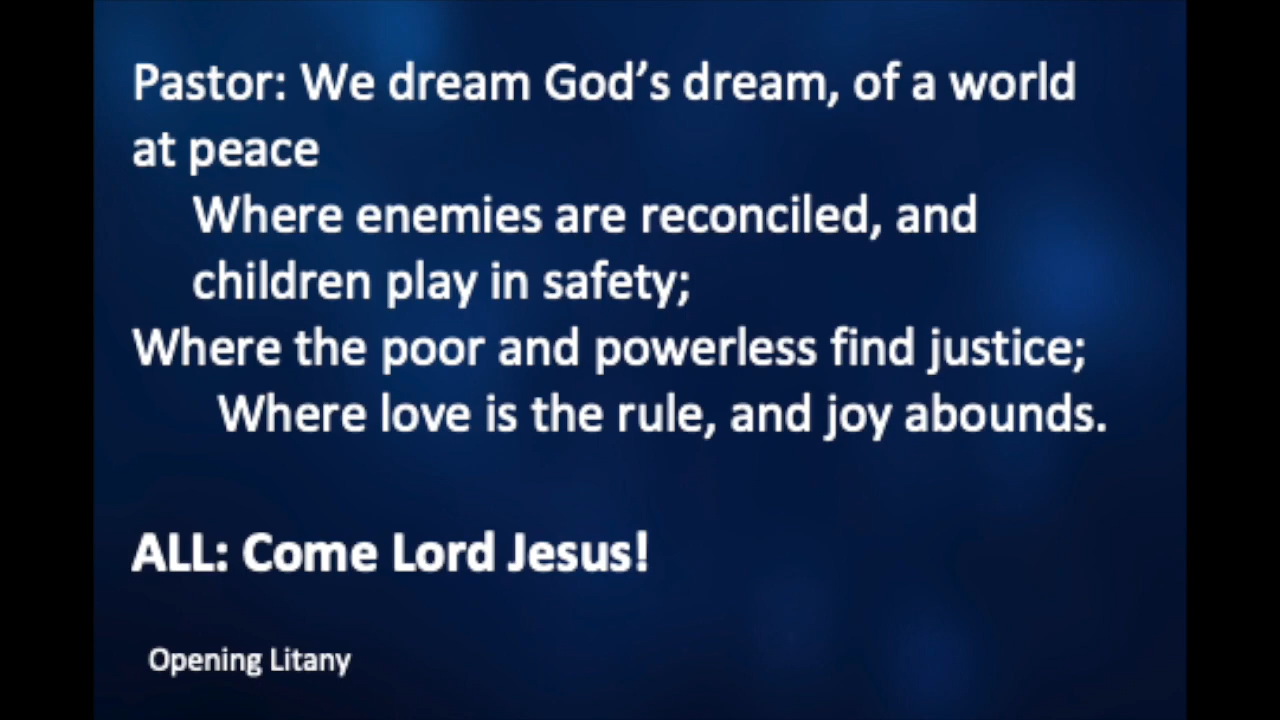 Pastor: We dream God’s dream, of a world
at peace
Where enemies are reconciled, and
children play in safety;
Where the poor and powerless find justice;
Where love is the rule, and joy abounds.
ALL: Come Lord Jesus!
Opening Litany